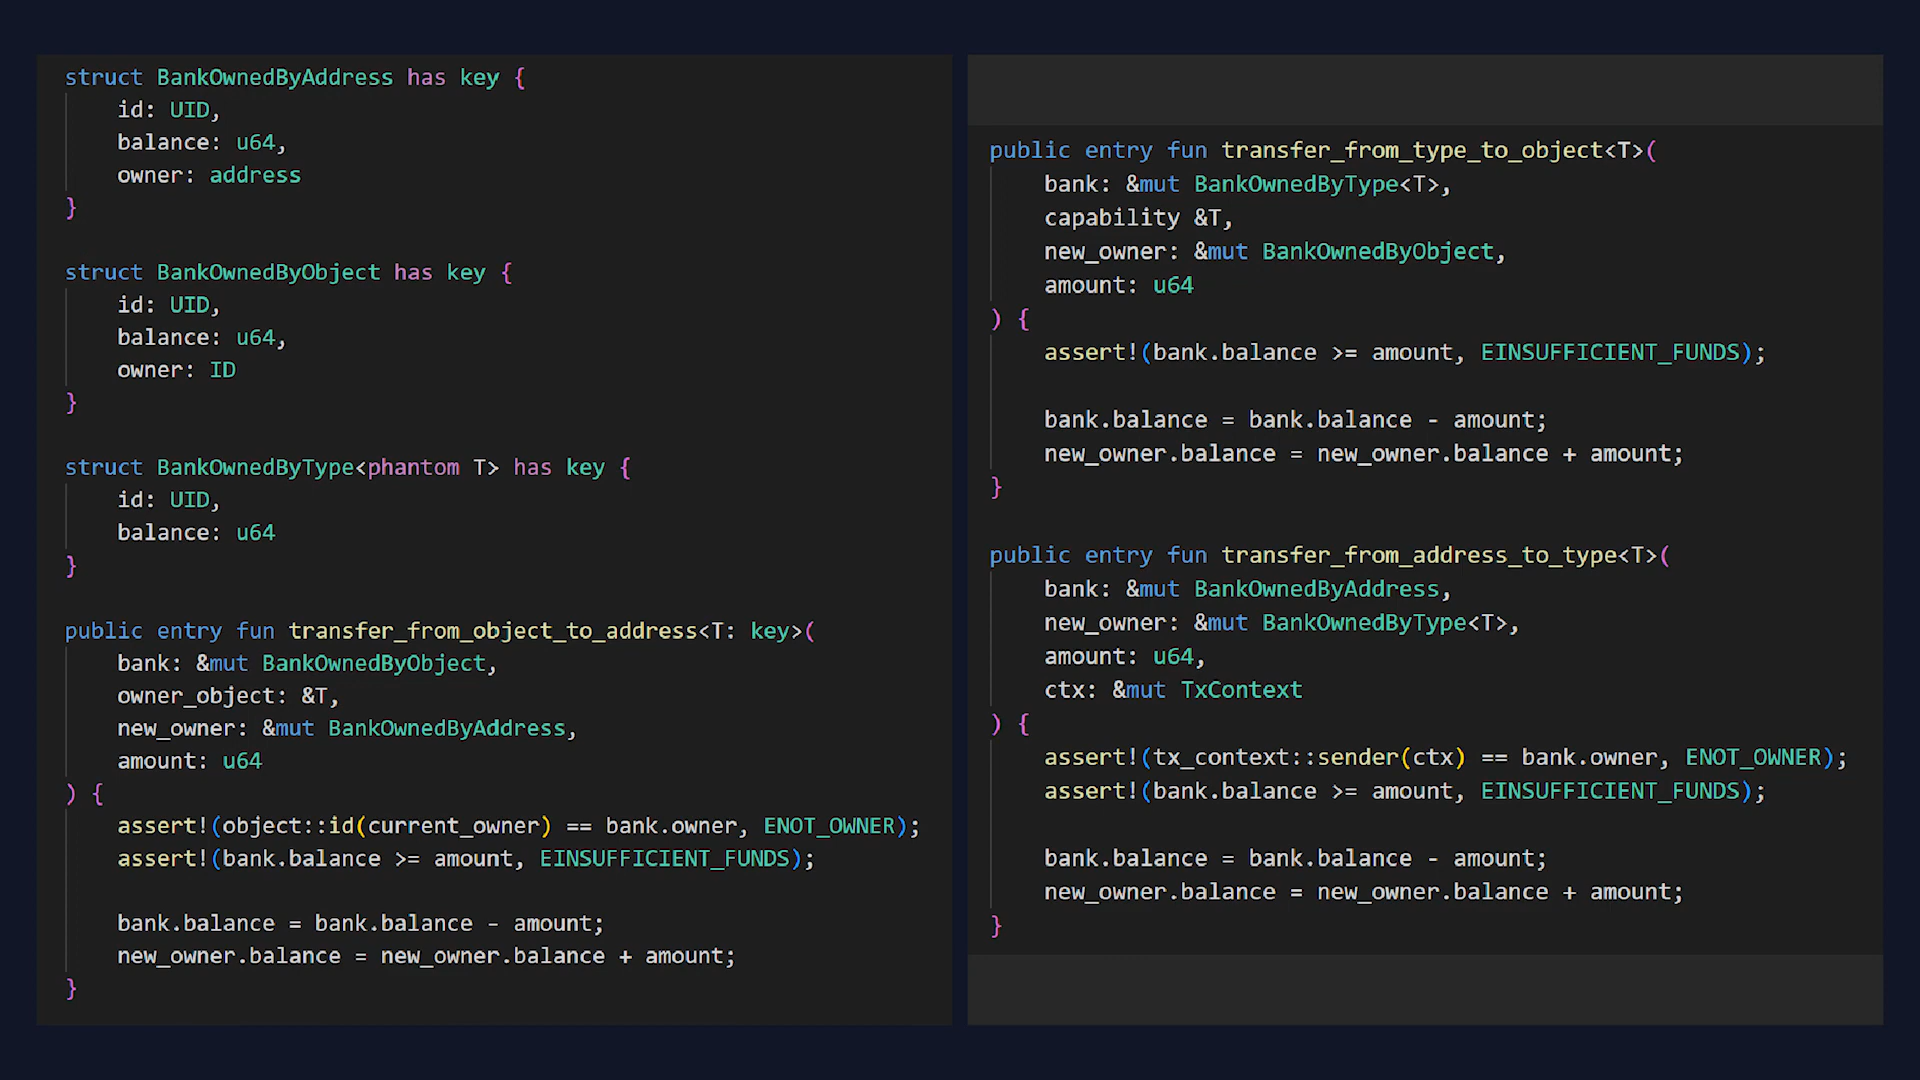 struct BankOwnedByAddress has key {
    id: UID,
    balance: u64,
    owner: address
}

struct BankOwnedByObject has key {
    id: UID,
    balance: u64,
    owner: ID
}

struct BankOwnedByType<phantom T> has key {
    id: UID,
    balance: u64
}

public entry fun transfer_from_object_to_address<T: key>(
    bank: &mut BankOwnedByObject,
    owner_object: &T,
    new_owner: &mut BankOwnedByAddress,
    amount: u64
) {
    assert!(object::id(current_owner) == bank.owner, ENOT_OWNER);
    assert!(bank.balance >= amount, EINSUFFICIENT_FUNDS);

    bank.balance = bank.balance - amount;
    new_owner.balance = new_owner.balance + amount;
}

public entry fun transfer_from_type_to_object<T>(
    bank: &mut BankOwnedByType<T>,
    capability &T,
    new_owner: &mut BankOwnedByObject,
    amount: u64
) {
    assert!(bank.balance >= amount, EINSUFFICIENT_FUNDS);

    bank.balance = bank.balance - amount;
    new_owner.balance = new_owner.balance + amount;
}

public entry fun transfer_from_address_to_type<T>(
    bank: &mut BankOwnedByAddress,
    new_owner: &mut BankOwnedByType<T>,
    amount: u64,
    ctx: &mut TxContext
) {
    assert!(tx_context::sender(ctx) == bank.owner, ENOT_OWNER);
    assert!(bank.balance >= amount, EINSUFFICIENT_FUNDS);

    bank.balance = bank.balance - amount;
    new_owner.balance = new_owner.balance + amount;
}